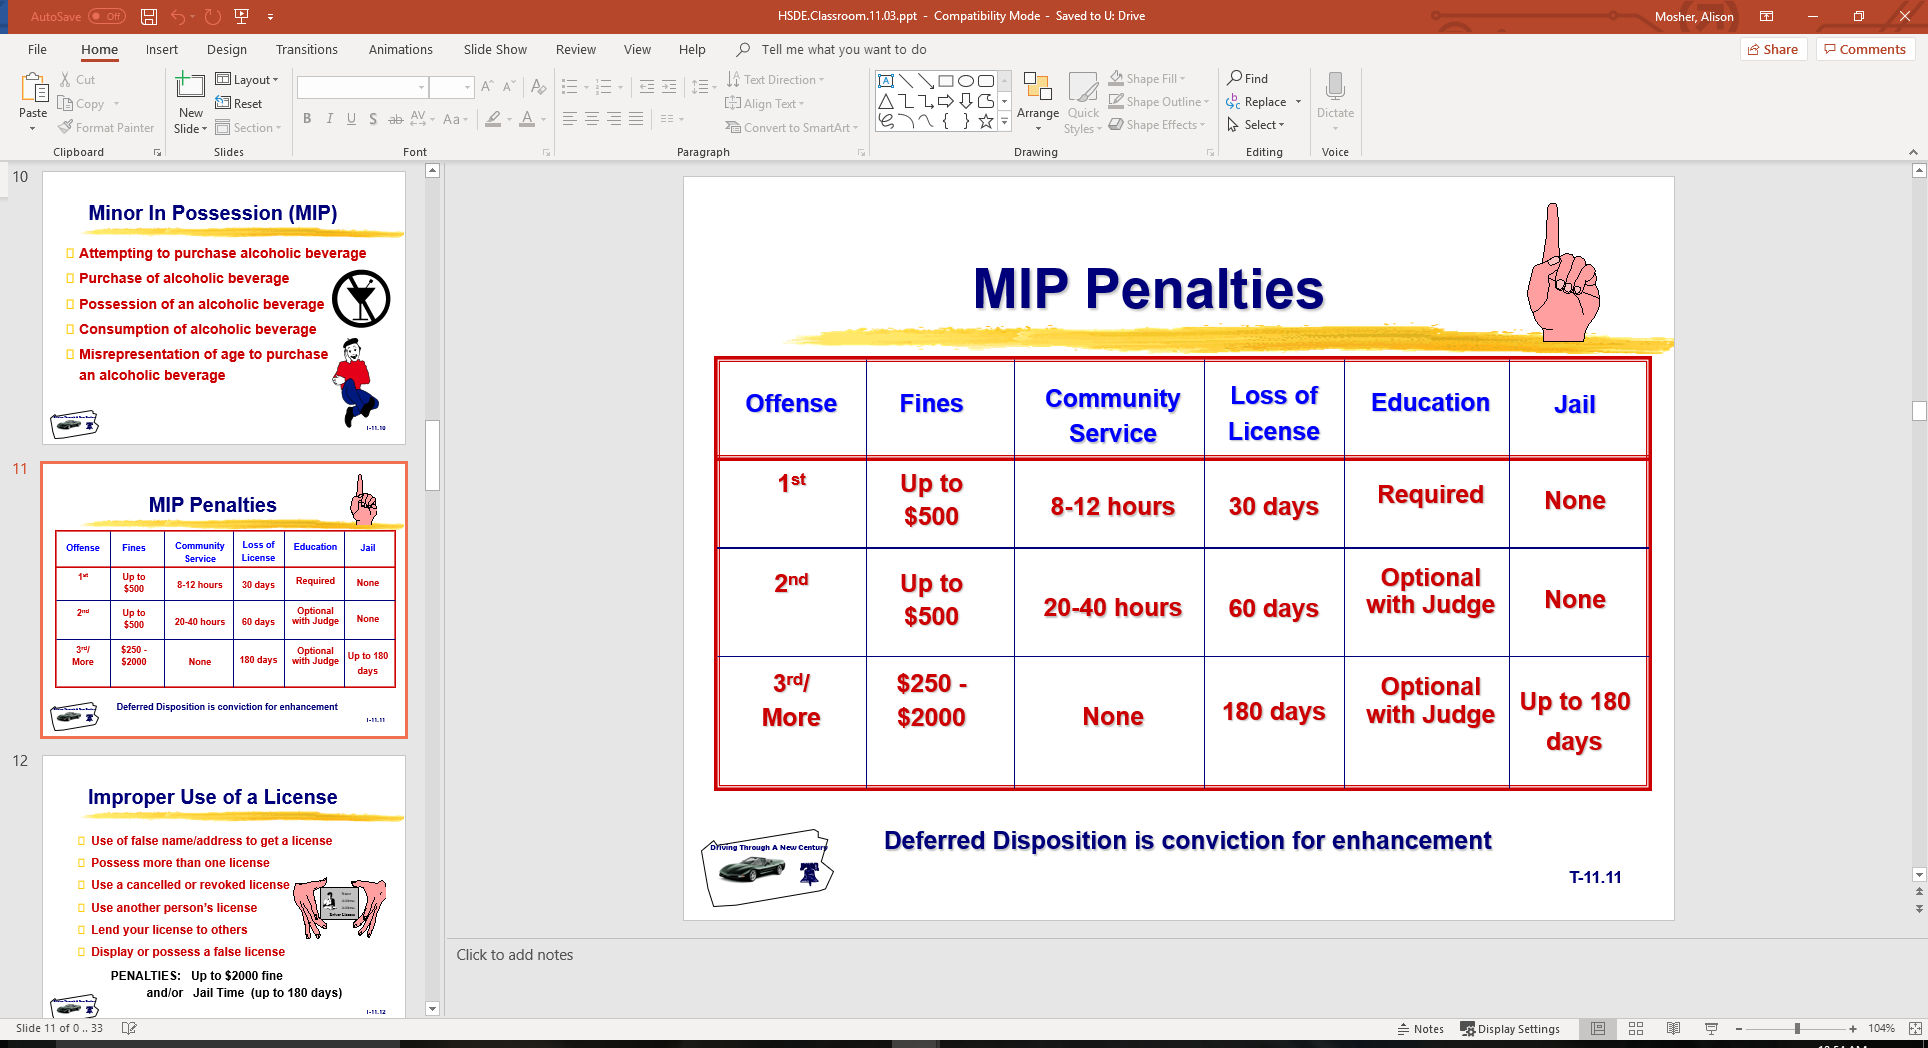 AutoSave Off
HSDE.Classroom.11.03.ppt - Compatibility Mode - Saved to U: Drive
Mosher, Alison
File Home Insert Design Transitions Animations Slide Show Review View Help Tell me what you want to do
Share Comments
Paste
Cut
Copy
Format Painter
Clipboard
New
Slide
Layout
Reset
Section
Slides
B I U S ab AV Aa A
Font
Text Direction
Align Text
Convert to SmartArt
Paragraph
Arrange
Quick
Styles
Shape Fill
Shape Outline
Shape Effects
Drawing
Find
Replace
Select
Editing
Dictate
Voice
10
Minor In Possession (MIP)
Attempting to purchase alcoholic beverage
Purchase of alcoholic beverage
Possession of an alcoholic beverage
Consumption of alcoholic beverage
Misrepresentation of age to purchase
an alcoholic beverage
T-11.10
11
MIP Penalties
Offense Fines Community Service Loss of License Education Jail
1st Up to $500 8-12 hours 30 days Required None
2nd Up to $500 20-40 hours 60 days Optional with Judge None
3rd/ More $250 - $2000 None 180 days Optional with Judge Up to 180 days
Deferred Disposition is conviction for enhancement
T-11.11
12
Improper Use of a License
Use of false name/address to get a license
Possess more than one license
Use a cancelled or revoked license
Use another person's license
Lend your license to others
Display or possess a false license
PENALTIES: Up to $2000 fine
and/or Jail Time (up to 180 days)
T-11.12
MIP Penalties
Offense Fines Community Service Loss of License Education Jail
1st Up to $500 8-12 hours 30 days Required None
2nd Up to $500 20-40 hours 60 days Optional with Judge None
3rd/ More $250 - $2000 None 180 days Optional with Judge Up to 180 days
Driving Through A New Century
Deferred Disposition is conviction for enhancement
T-11.11
Click to add notes
Slide 11 of 0 .. 33
Notes Display Settings 104%